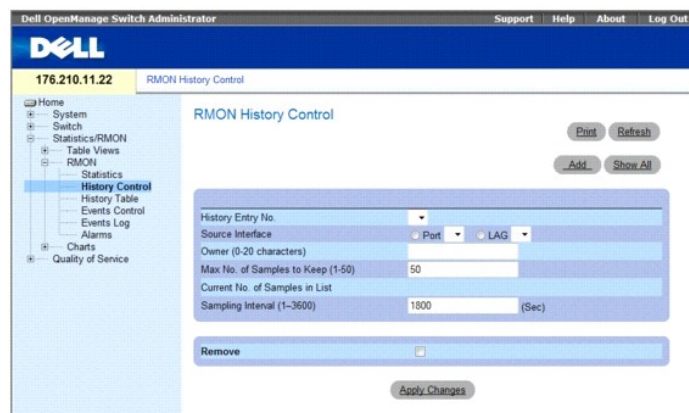 Dell OpenManage Switch Administrator
Support Help About Log Out
DELL
176.210.11.22
RMON History Control
Home
System
Switch
Statistics/RMON
Table Views
RMON
Statistics
History Control
History Table
Events Control
Events Log
Alarms
Charts
Quality of Service
RMON History Control
Print Refresh
Add Show All
History Entry No.
Source Interface Port LAG
Owner (0-20 characters)
Max No. of Samples to Keep (1-50) 50
Current No. of Samples in List
Sampling Interval (1–3600) 1800 (Sec)
Remove
Apply Changes